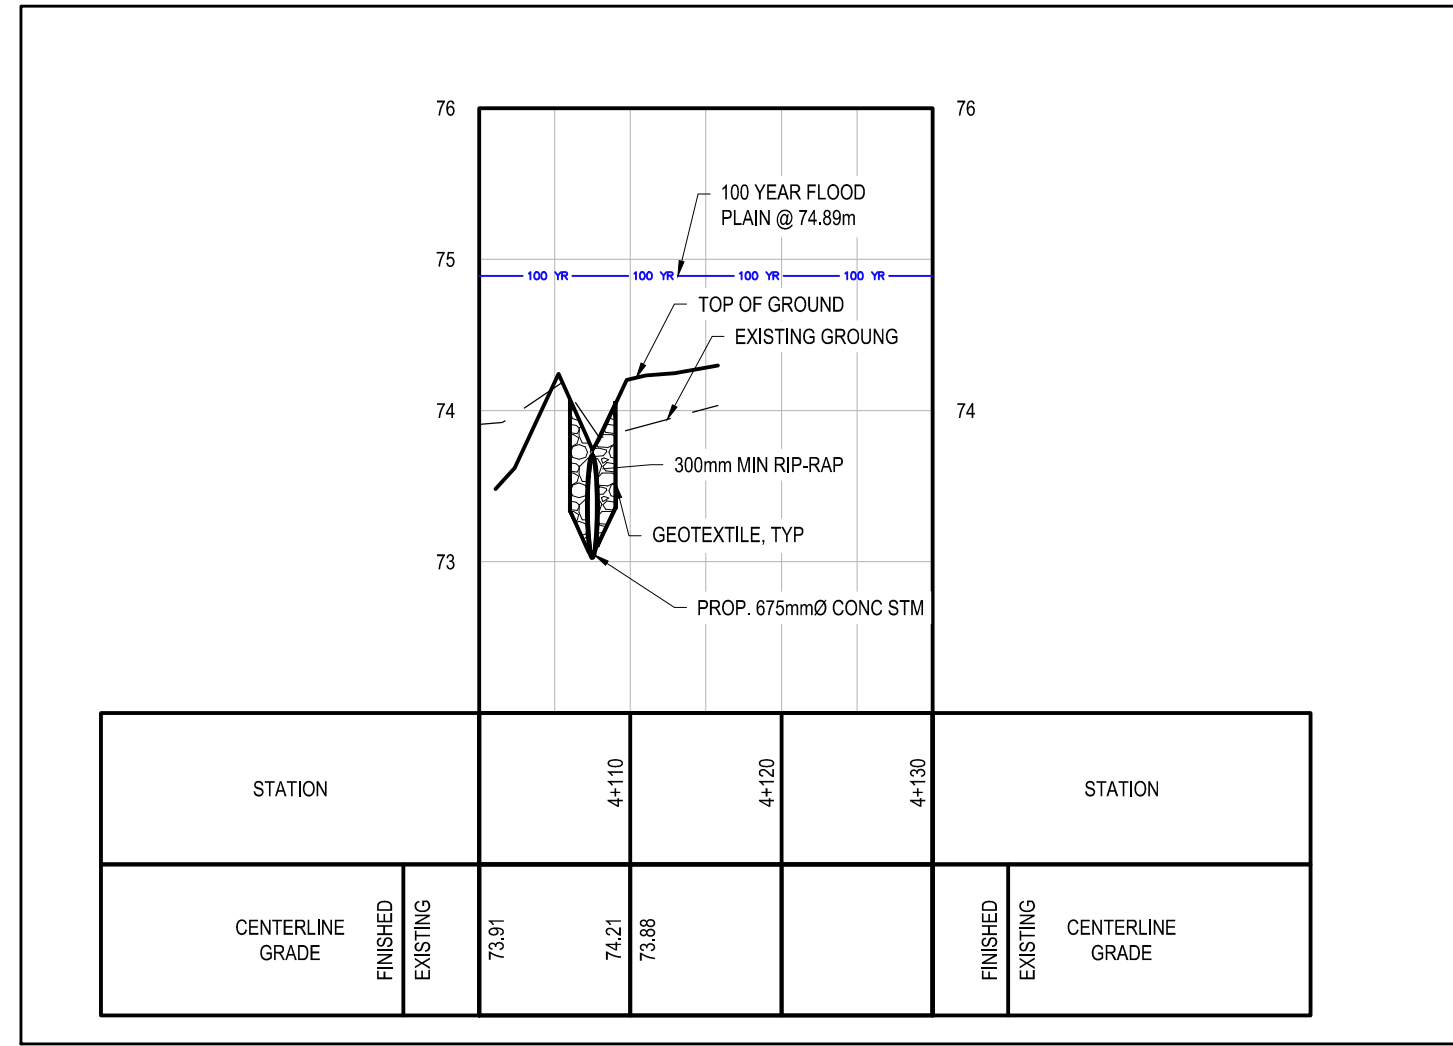 76
76
100 YEAR FLOOD
PLAIN @ 74.89m
75
100 YR 100 YR 100 YR 100 YR
TOP OF GROUND
EXISTING GROUNG
74
74
300mm MIN RIP-RAP
GEOTEXTILE, TYP
73
PROP. 675mmØ CONC STM
STATION
4+110
4+120
4+130
STATION
CENTERLINE
GRADE
FINISHED
EXISTING
73.91
74.21
73.88
FINISHED
EXISTING
CENTERLINE
GRADE